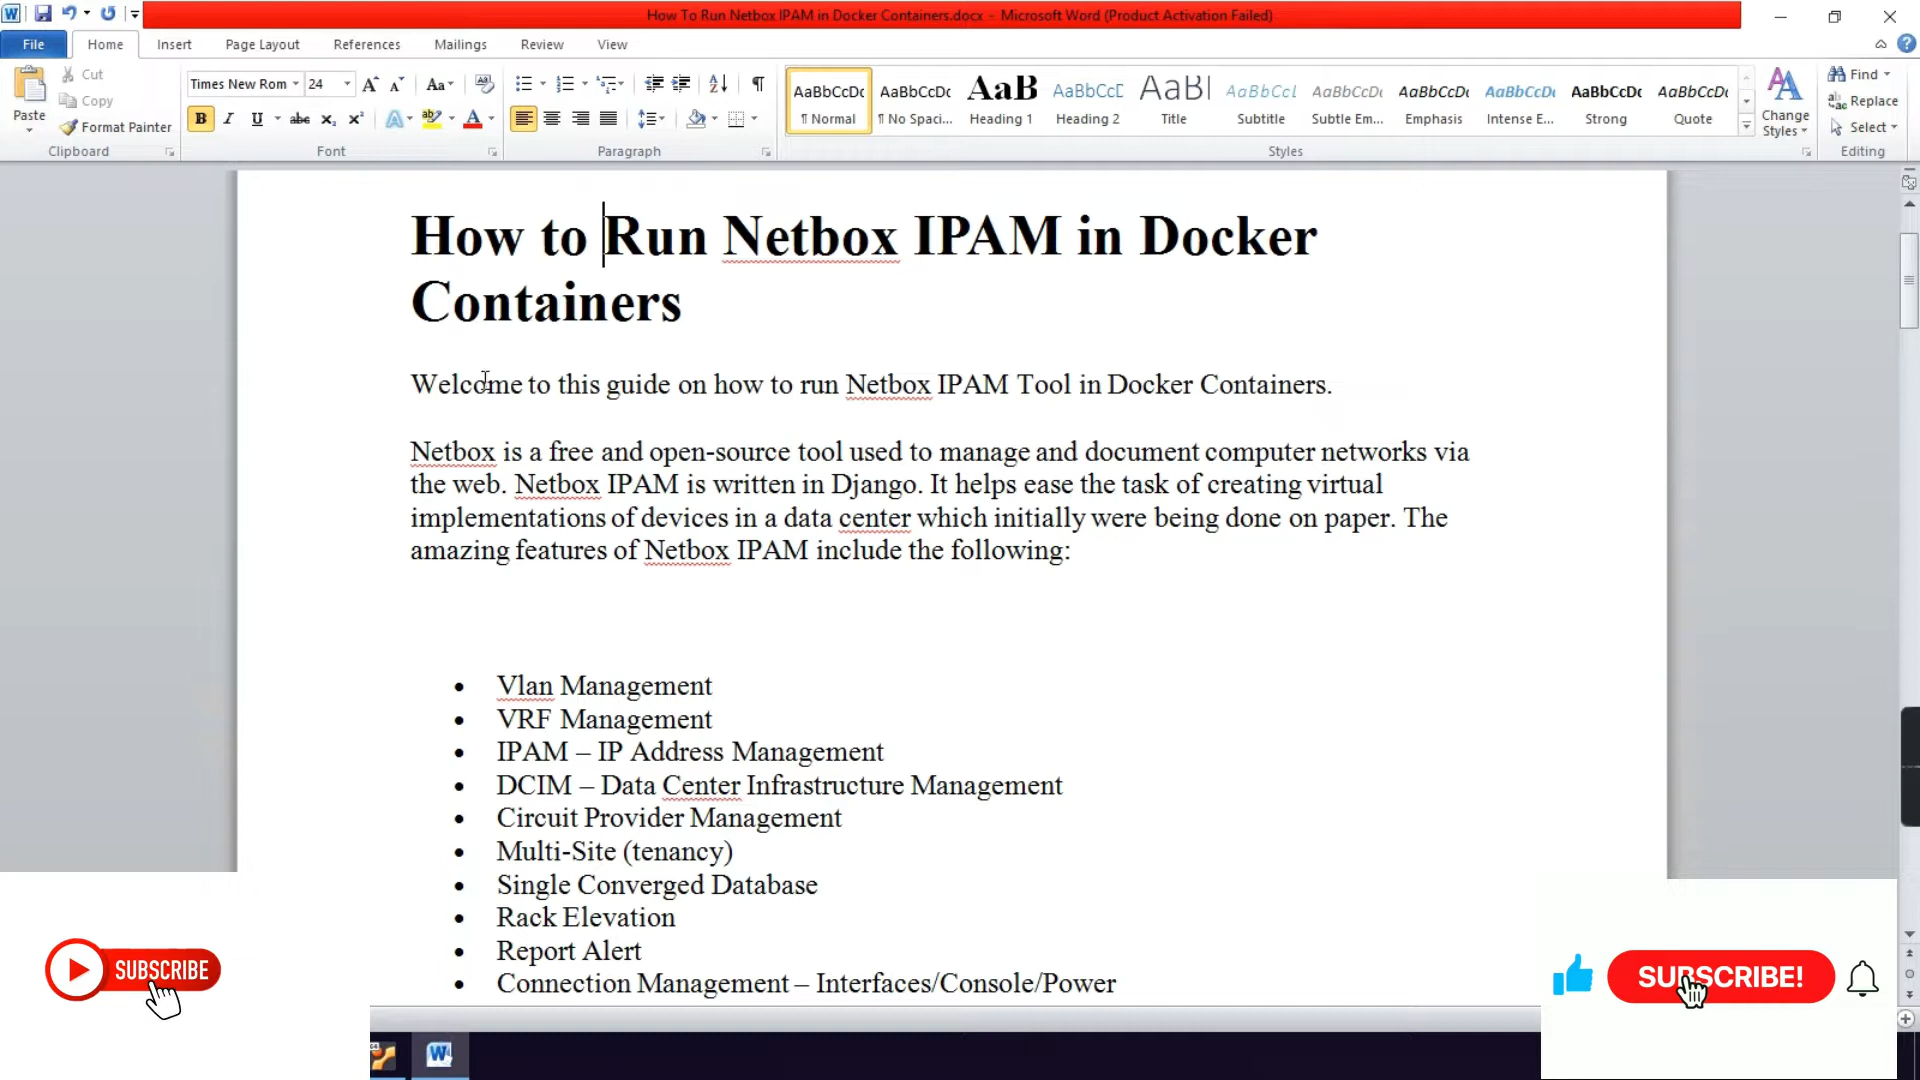 How To Run Netbox IPAM in Docker Containers.docx - Microsoft Word (Product Activation Failed)
File Home Insert Page Layout References Mailings Review View
Paste Cut Copy Format Painter
Times New Rom 24
AaBbCcDc AaBbCcDc AaB AaBbCcD AaBl AaBbCcl AaBbCcDc AaBbCcDc AaBbCcDc AaBbCcDc AaBbCcDc
¶ Normal ¶ No Spaci... Heading 1 Heading 2 Title Subtitle Subtle Em... Emphasis Intense E... Strong Quote
Change Styles
Find
Replace
Select
Clipboard Font Paragraph Styles Editing
How to Run Netbox IPAM in Docker
Containers
Welcome to this guide on how to run Netbox IPAM Tool in Docker Containers.
Netbox is a free and open-source tool used to manage and document computer networks via
the web. Netbox IPAM is written in Django. It helps ease the task of creating virtual
implementations of devices in a data center which initially were being done on paper. The
amazing features of Netbox IPAM include the following:
• Vlan Management
• VRF Management
• IPAM – IP Address Management
• DCIM – Data Center Infrastructure Management
• Circuit Provider Management
• Multi-Site (tenancy)
• Single Converged Database
• Rack Elevation
• Report Alert
• Connection Management – Interfaces/Console/Power
SUBSCRIBE
SUBSCRIBE!